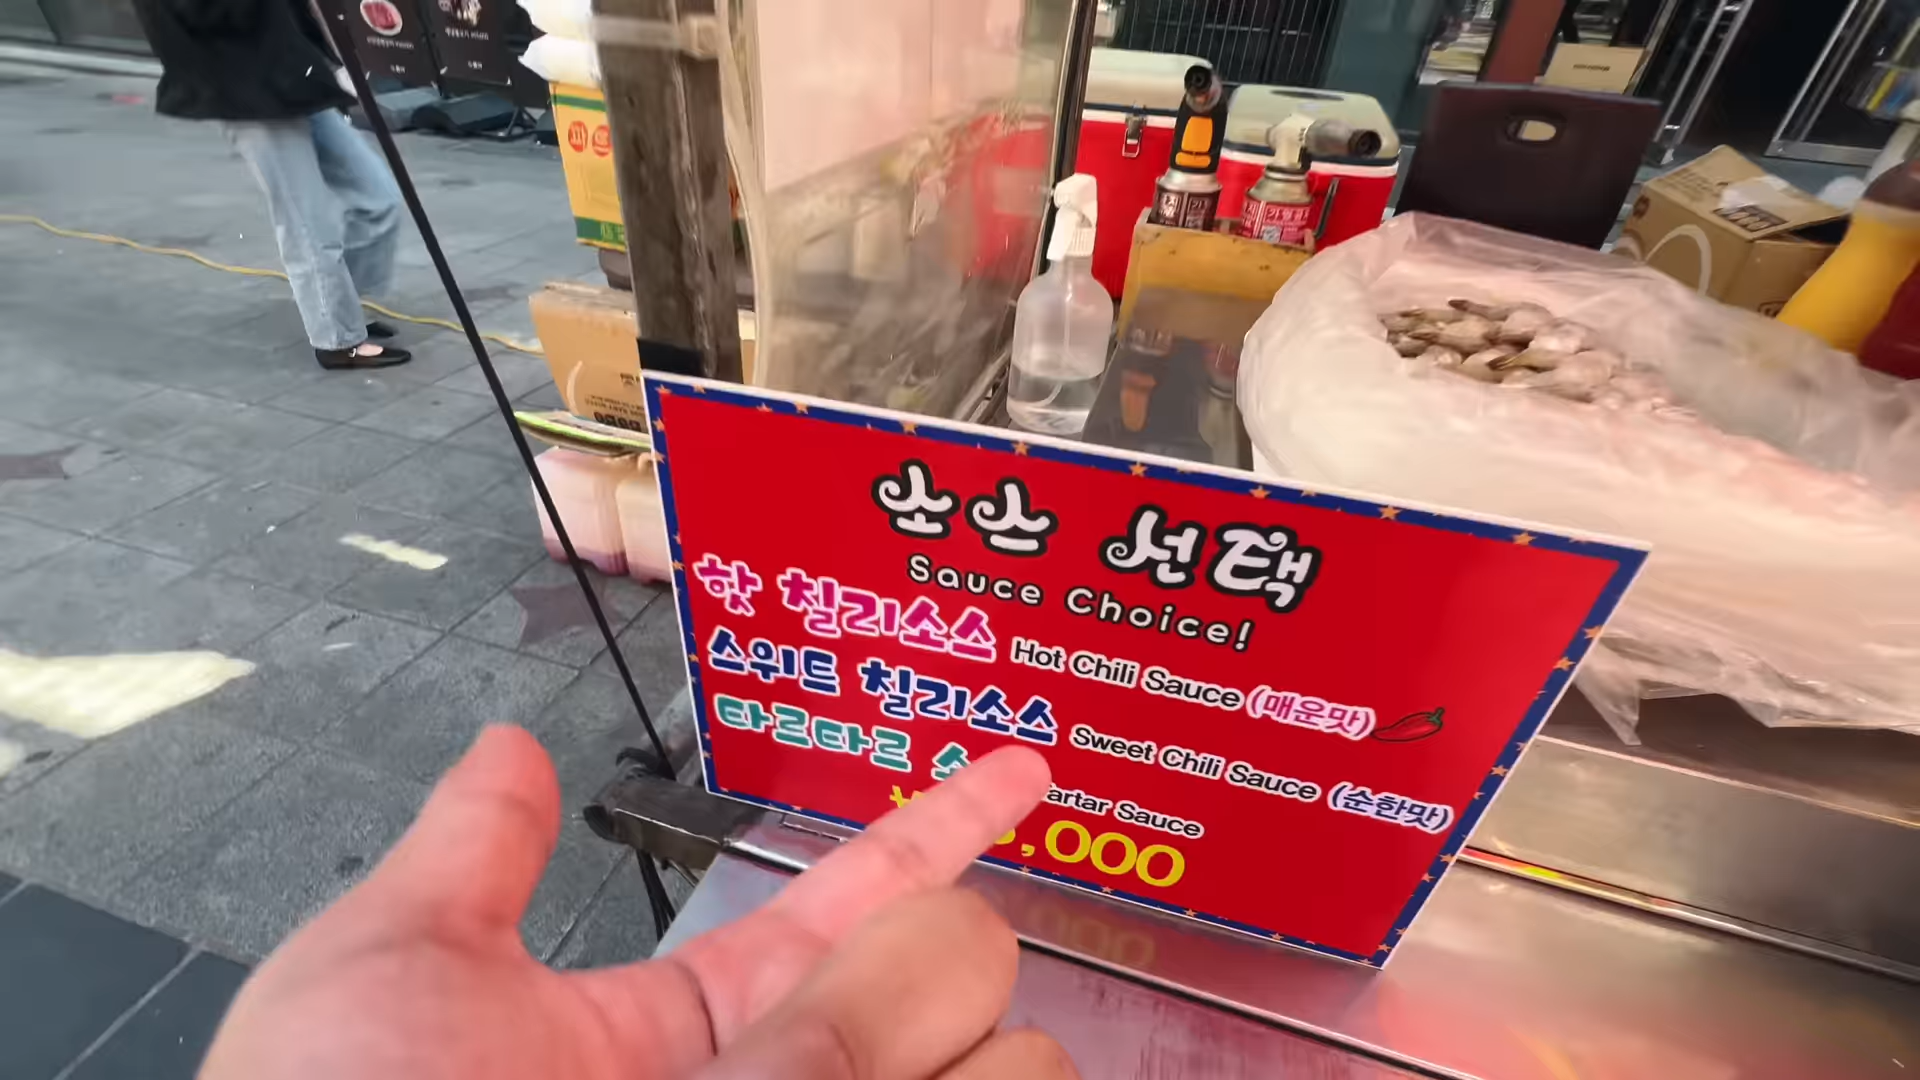 소스 선택
Sauce Choice!
핫 칠리소스 Hot Chili Sauce (매운맛)
스위트 칠리소스 Sweet Chili Sauce (순한맛)
타르타르 Tartar Sauce
,000